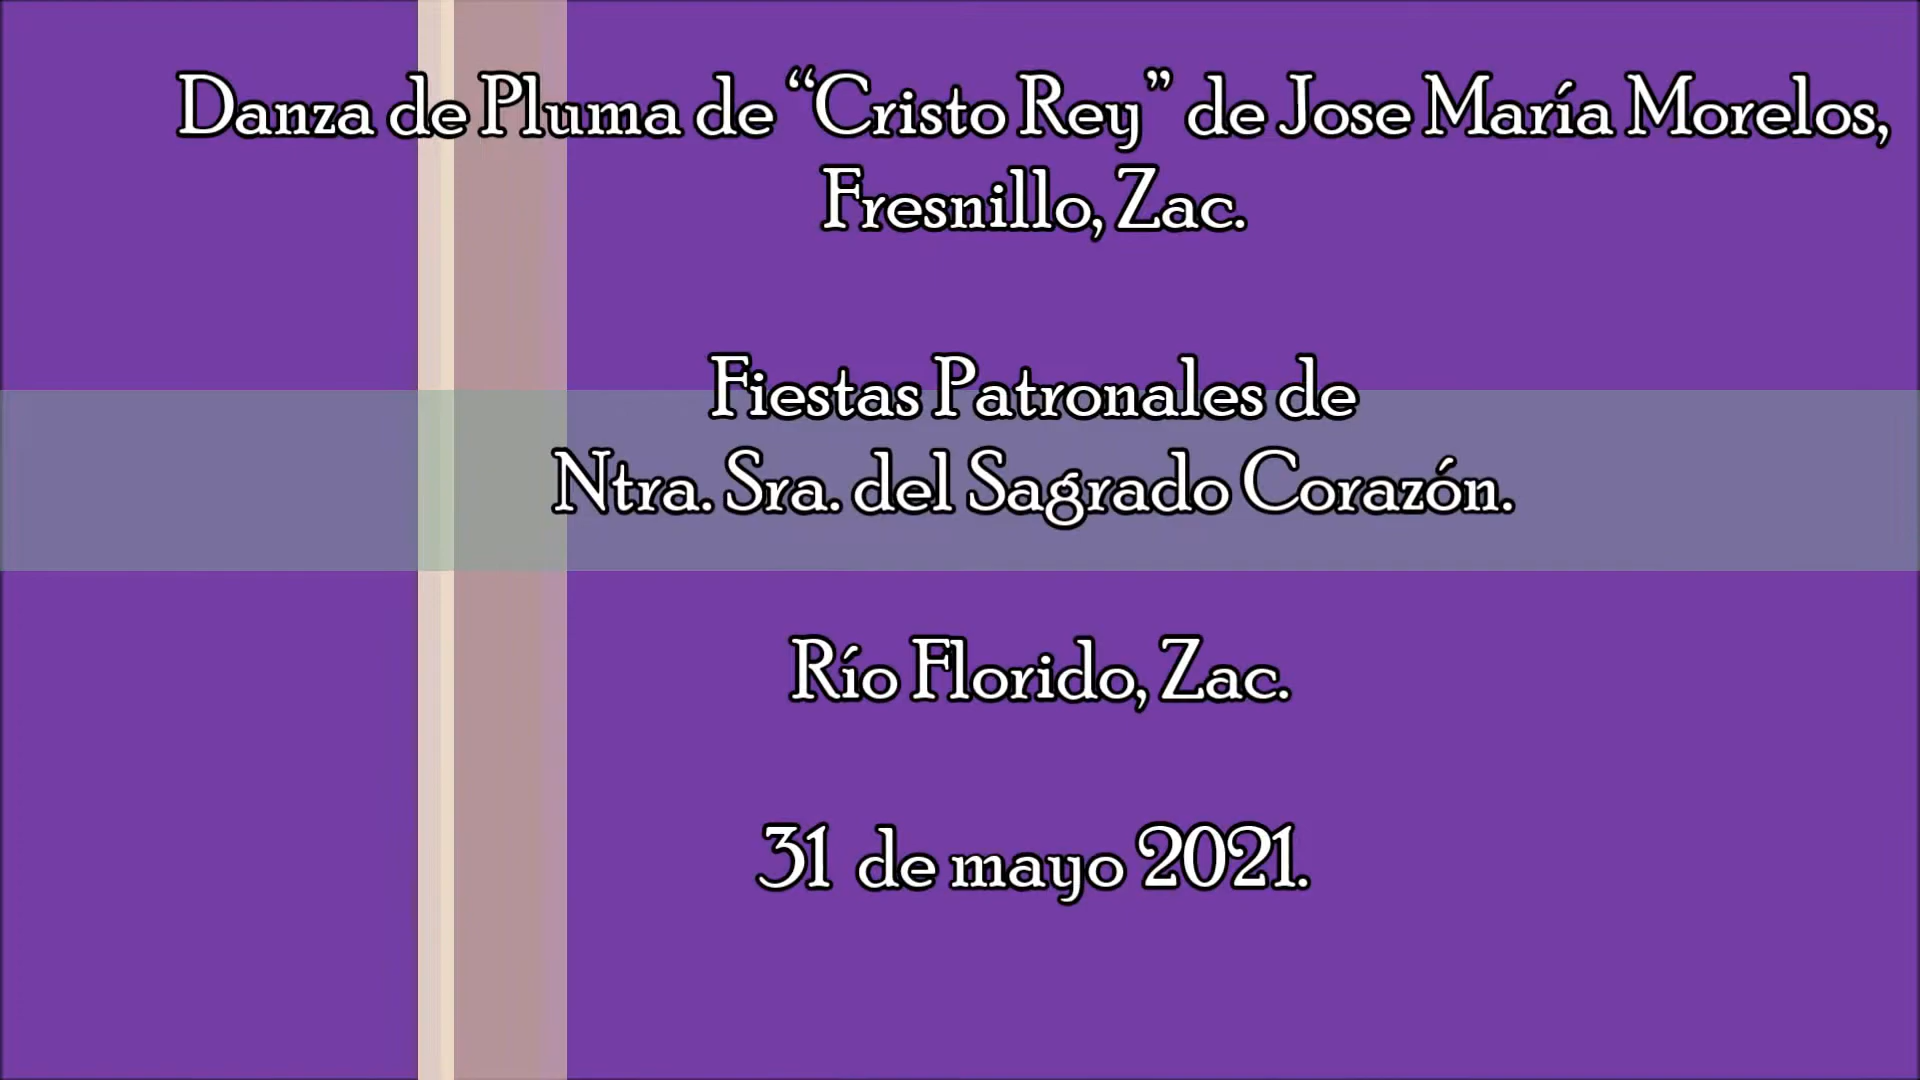 Danza de Pluma de “Cristo Rey” de Jose María Morelos,
Fresnillo, Zac.
Fiestas Patronales de
Ntra. Sra. del Sagrado Corazón.
Río Florido, Zac.
31 de mayo 2021.